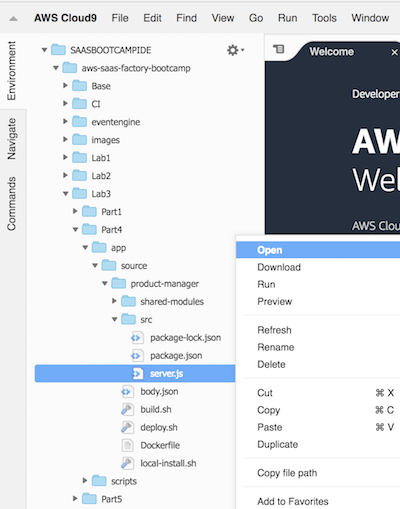 AWS Cloud9 File Edit Find View Go Run Tools Window
Environment
Navigate
Commands
SAASBOOTCAMPIDE
aws-saas-factory-bootcamp
Base
CI
eventengine
images
Lab1
Lab2
Lab3
Part1
Part4
app
source
product-manager
shared-modules
src
package-lock.json
package.json
server.js
body.json
build.sh
deploy.sh
Dockerfile
local-install.sh
scripts
Part5
Welcome
Developer
AW
Wel
AWS Clou
Open
Download
Run
Preview
Refresh
Rename
Delete
Cut ⌘ X
Copy ⌘ C
Paste ⌘ V
Duplicate
Copy file path
Add to Favorites